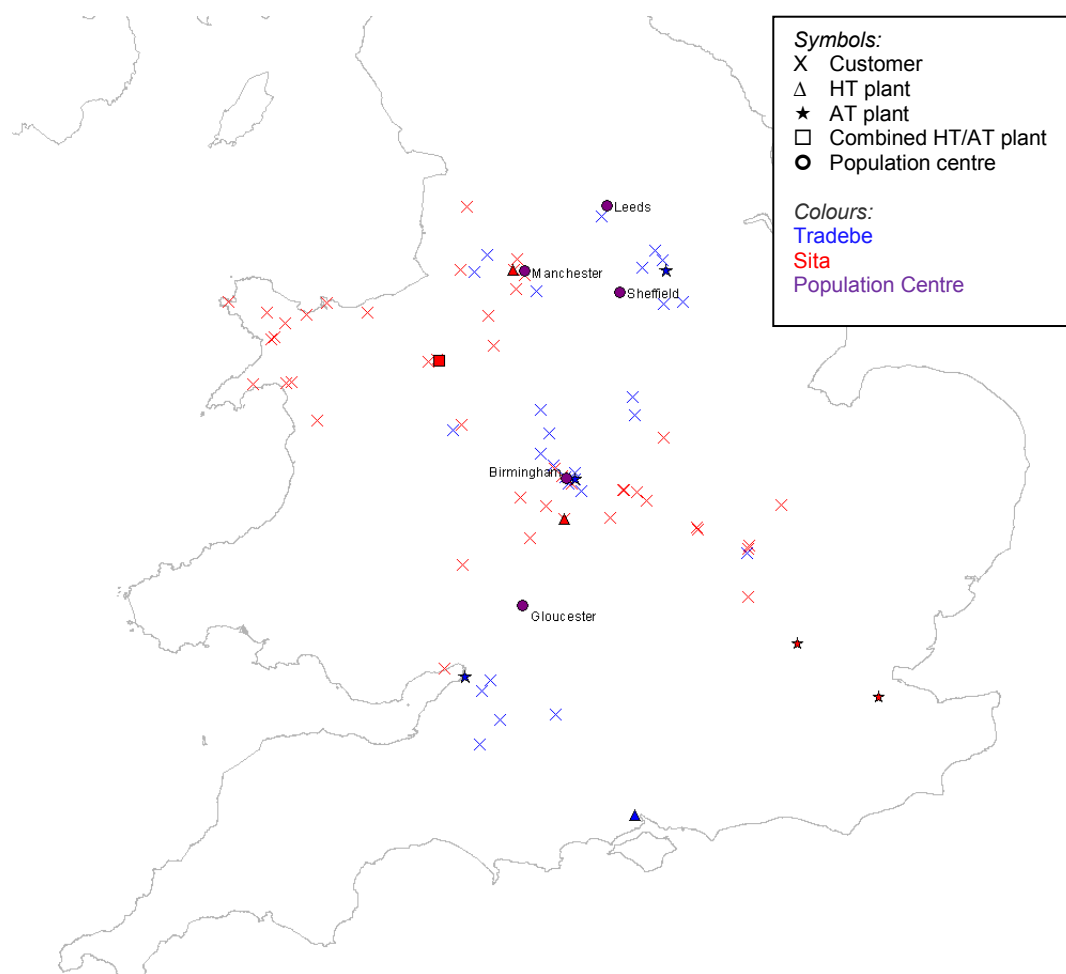 Symbols:
X Customer
Δ HT plant
★ AT plant
□ Combined HT/AT plant
O Population centre
Colours:
Tradebe
Sita
Population Centre
Leeds
Manchester
Sheffield
Birmingham
Gloucester